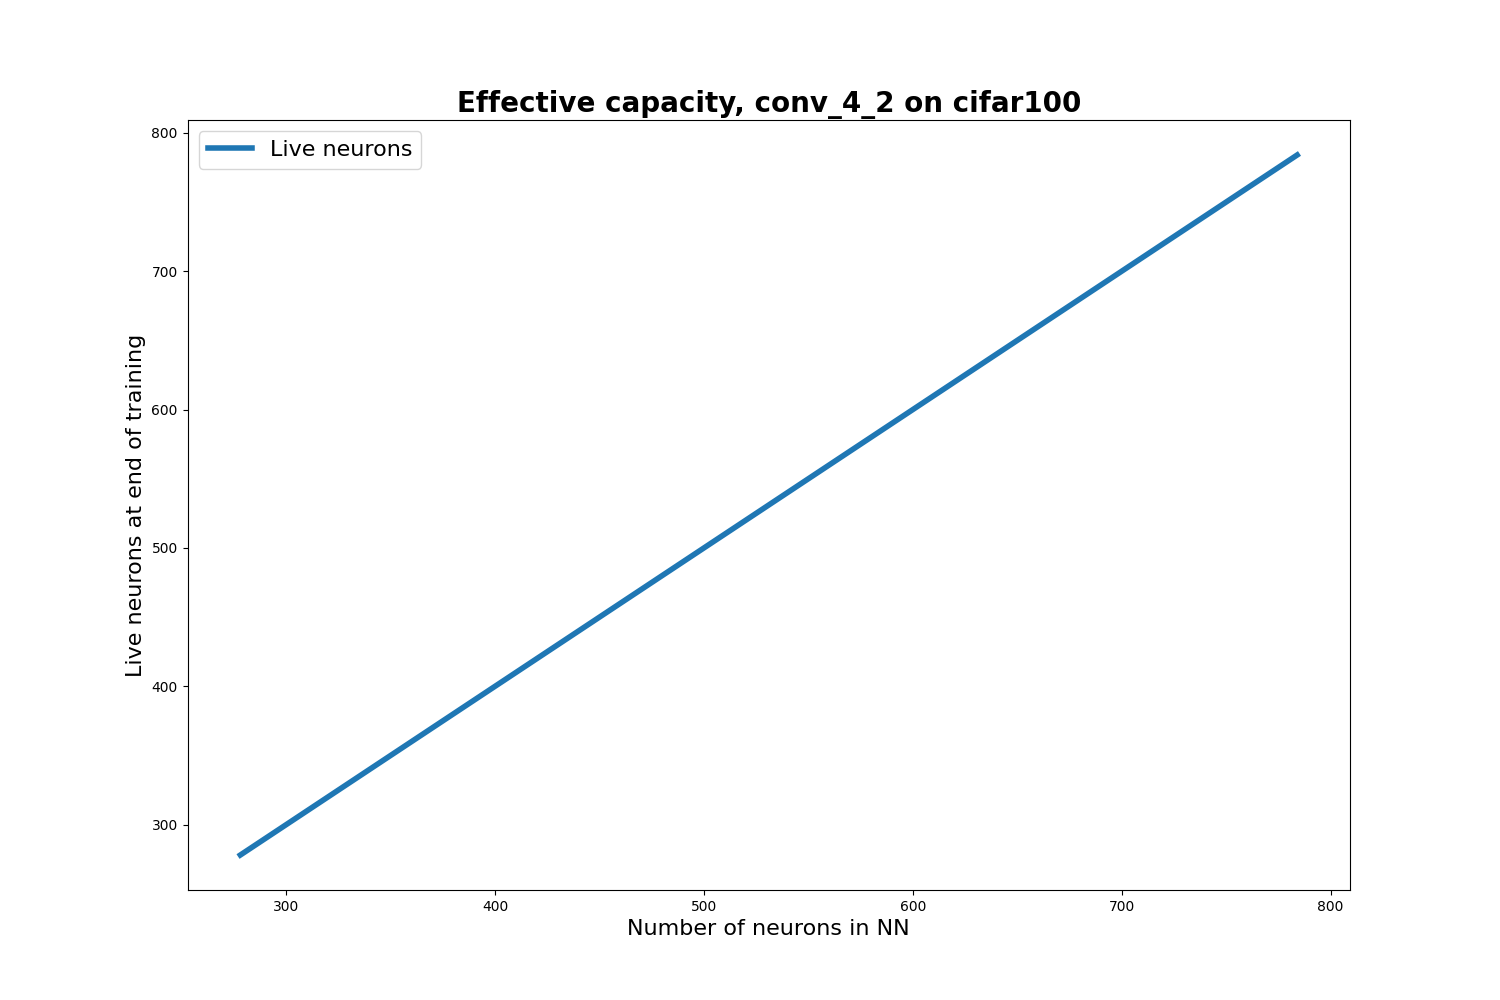 Effective capacity, conv_4_2 on cifar100
Live neurons
800
700
600
500
400
300
Live neurons at end of training
300 400 500 600 700 800
Number of neurons in NN